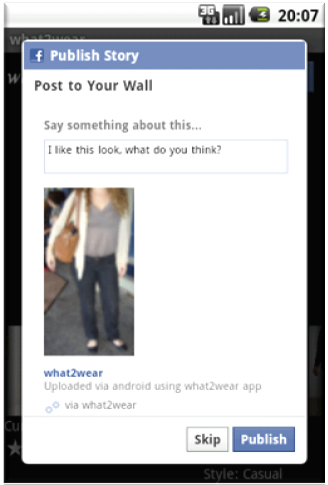 3G 20:07
what2wear
w
Publish Story
Post to Your Wall
Say something about this...
I like this look, what do you think?
what2wear
Uploaded via android using what2wear app
via what2wear
Cu
Skip Publish
Style: Casual